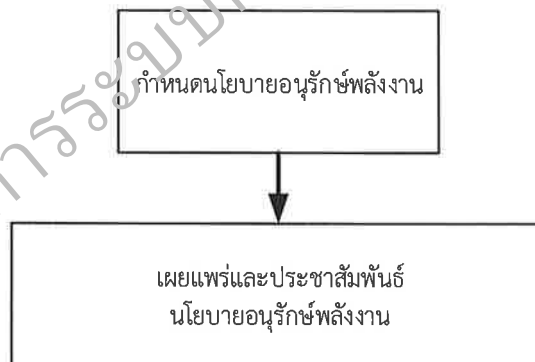 กำหนดนโยบายอนุรักษ์พลังงาน
เผยแพร่และประชาสัมพันธ์
นโยบายอนุรักษ์พลังงาน